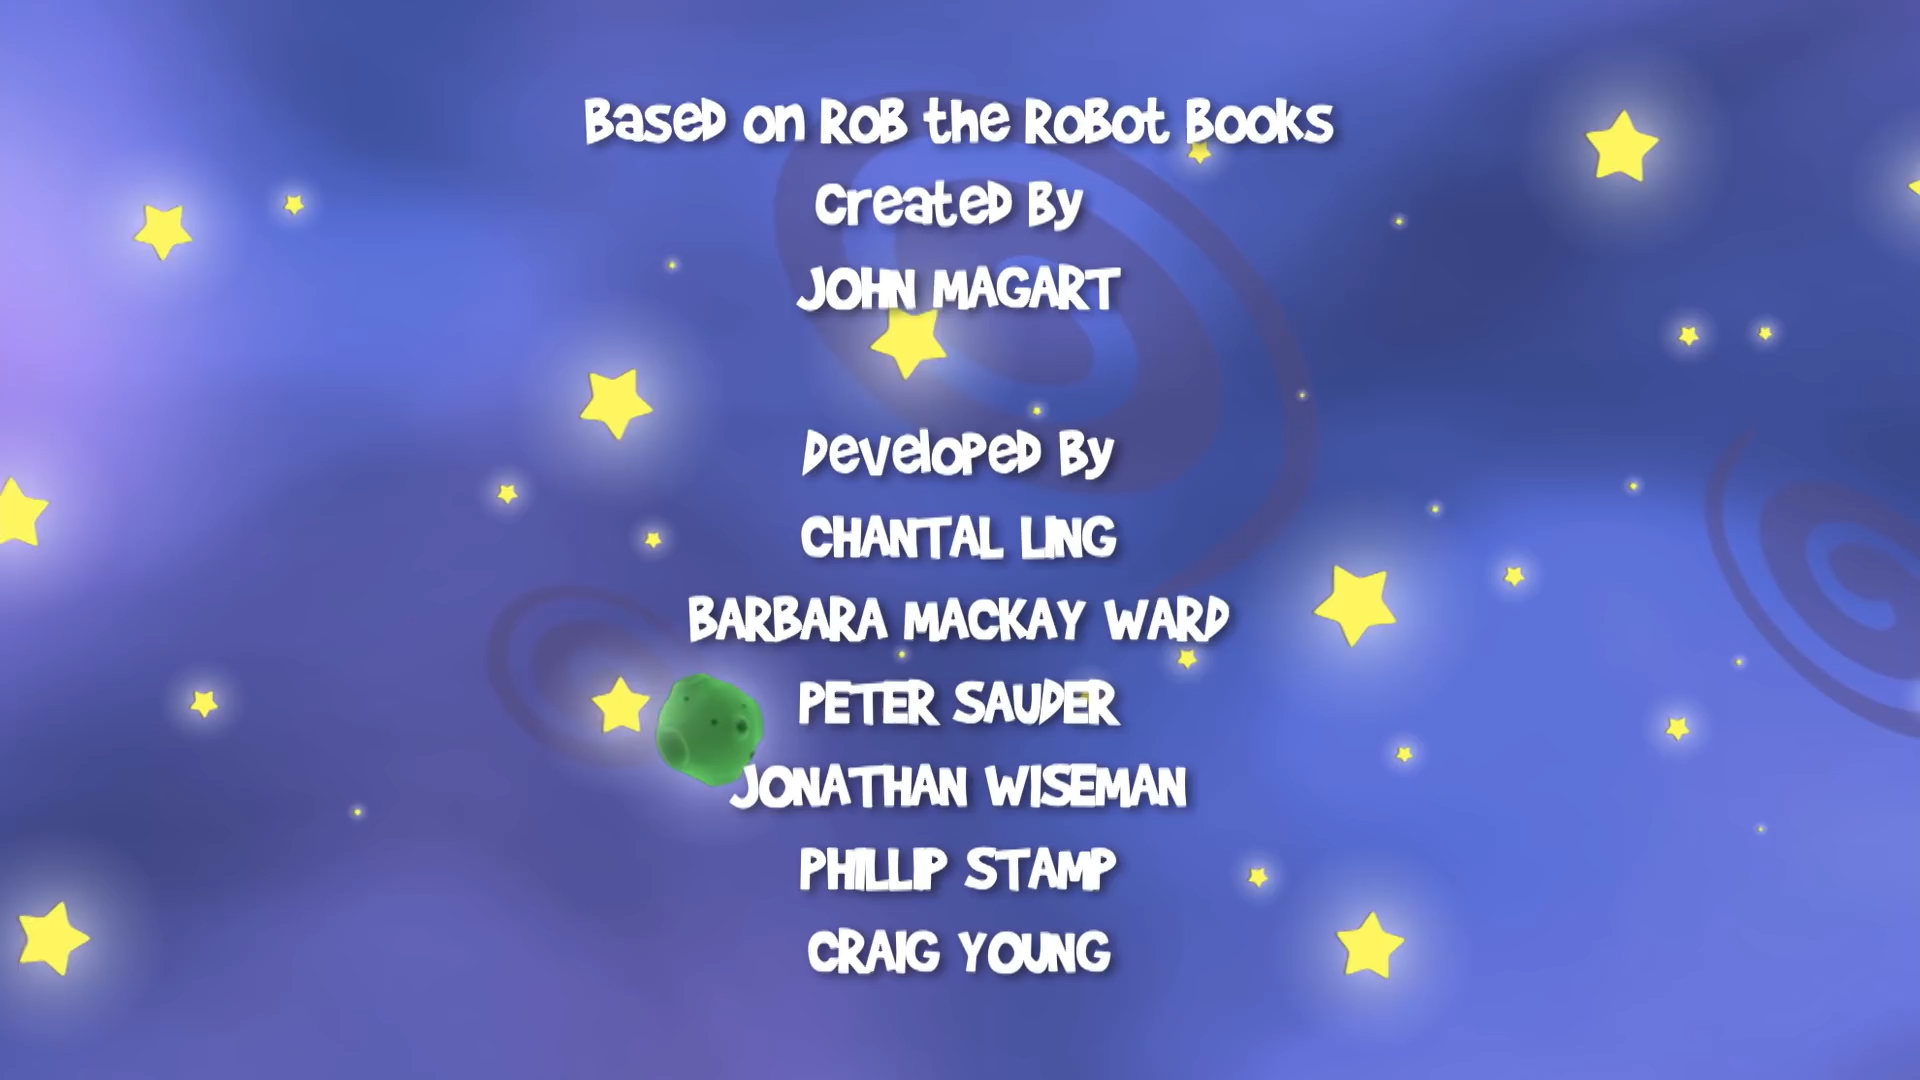 Based on Rob the Robot Books
Created By
JOHN MAGART
Developed By
CHANTAL LING
BARBARA MACKAY WARD
PETER SAUDER
JONATHAN WISEMAN
PHILLIP STAMP
CRAIG YOUNG